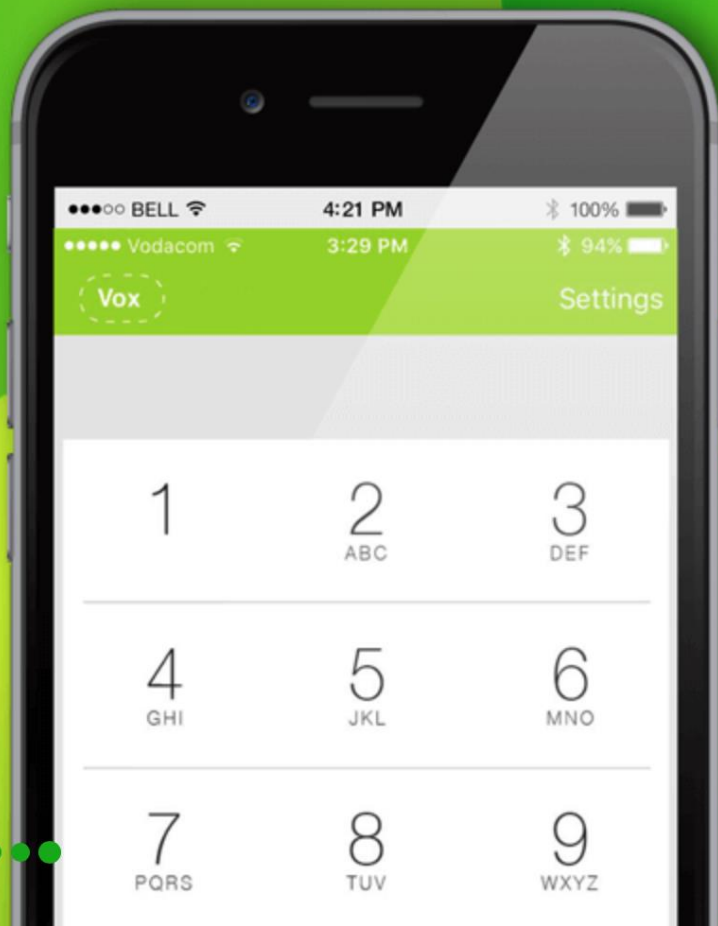 BELL 4:21 PM 100%
Vodacom 3:29 PM 94%
Vox Settings
1 2 3
ABC DEF
4 5 6
GHI JKL MNO
7 8 9
PQRS TUV WXYZ